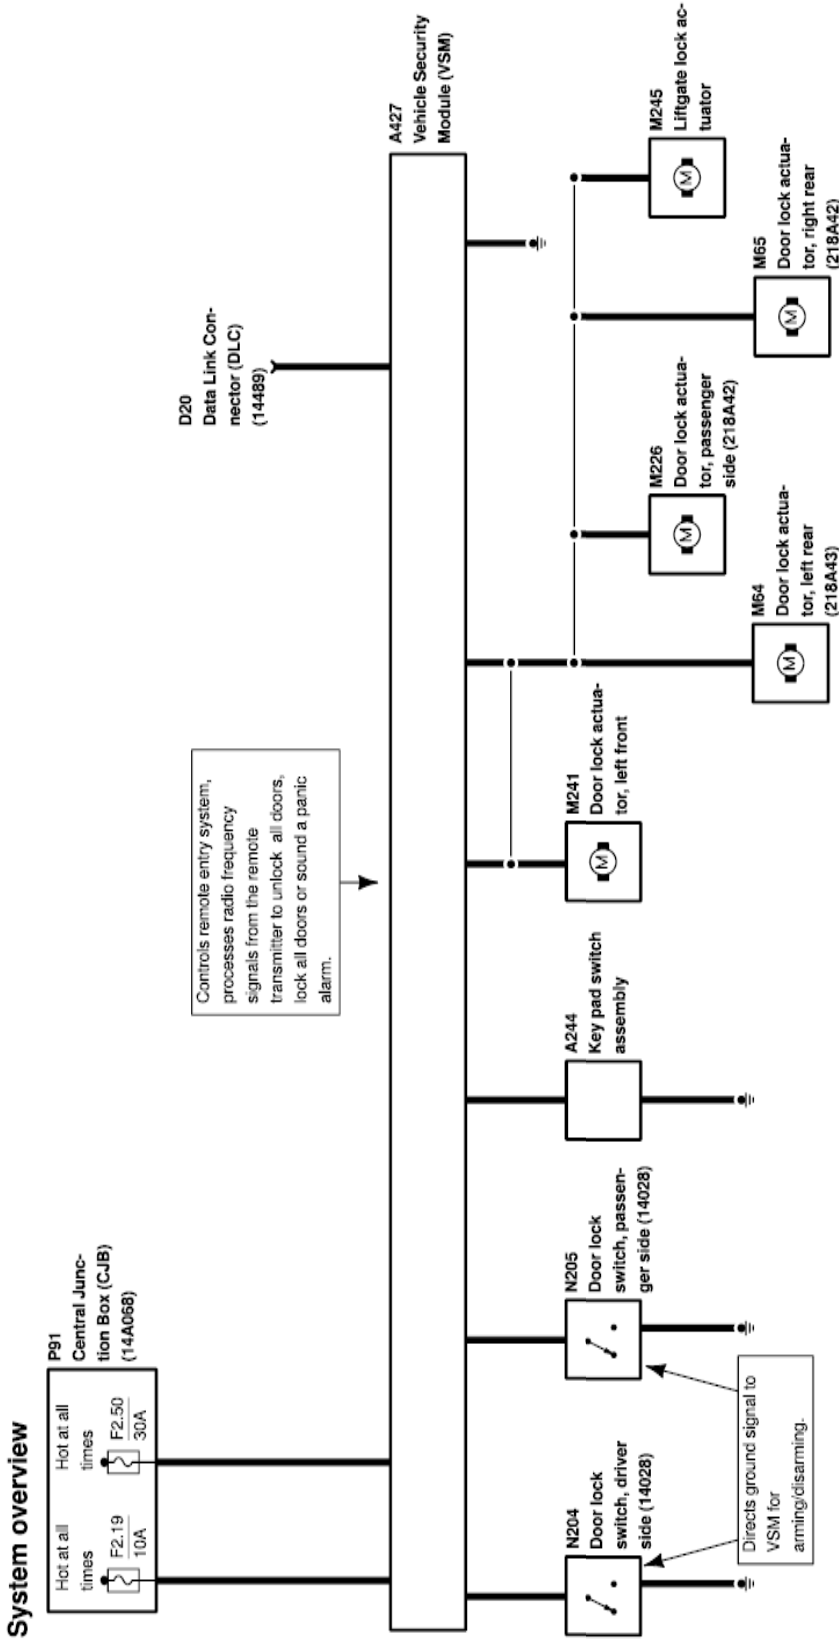 System overview
Hot at all
times
F2.19
10A
Hot at all
times
F2.50
30A
P91
Central Junc-
tion Box (CJB)
(14A068)
Controls remote entry system,
processes radio frequency
signals from the remote
transmitter to unlock all doors,
lock all doors or sound a panic
alarm.
D20
Data Link Con-
nector (DLC)
(14489)
A427
Vehicle Security
Module (VSM)
N204
Door lock
switch, driver
side (14028)
N205
Door lock
switch, passen-
ger side (14028)
Directs ground signal to
VSM for
arming/disarming.
A244
Key pad switch
assembly
M
M241
Door lock actua-
tor, left front
M
M64
Door lock actua-
tor, left rear
(218A43)
M
M226
Door lock actua-
tor, passenger
side (218A42)
M
M65
Door lock actua-
tor, right rear
(218A42)
M
M245
Liftgate lock ac-
tuator